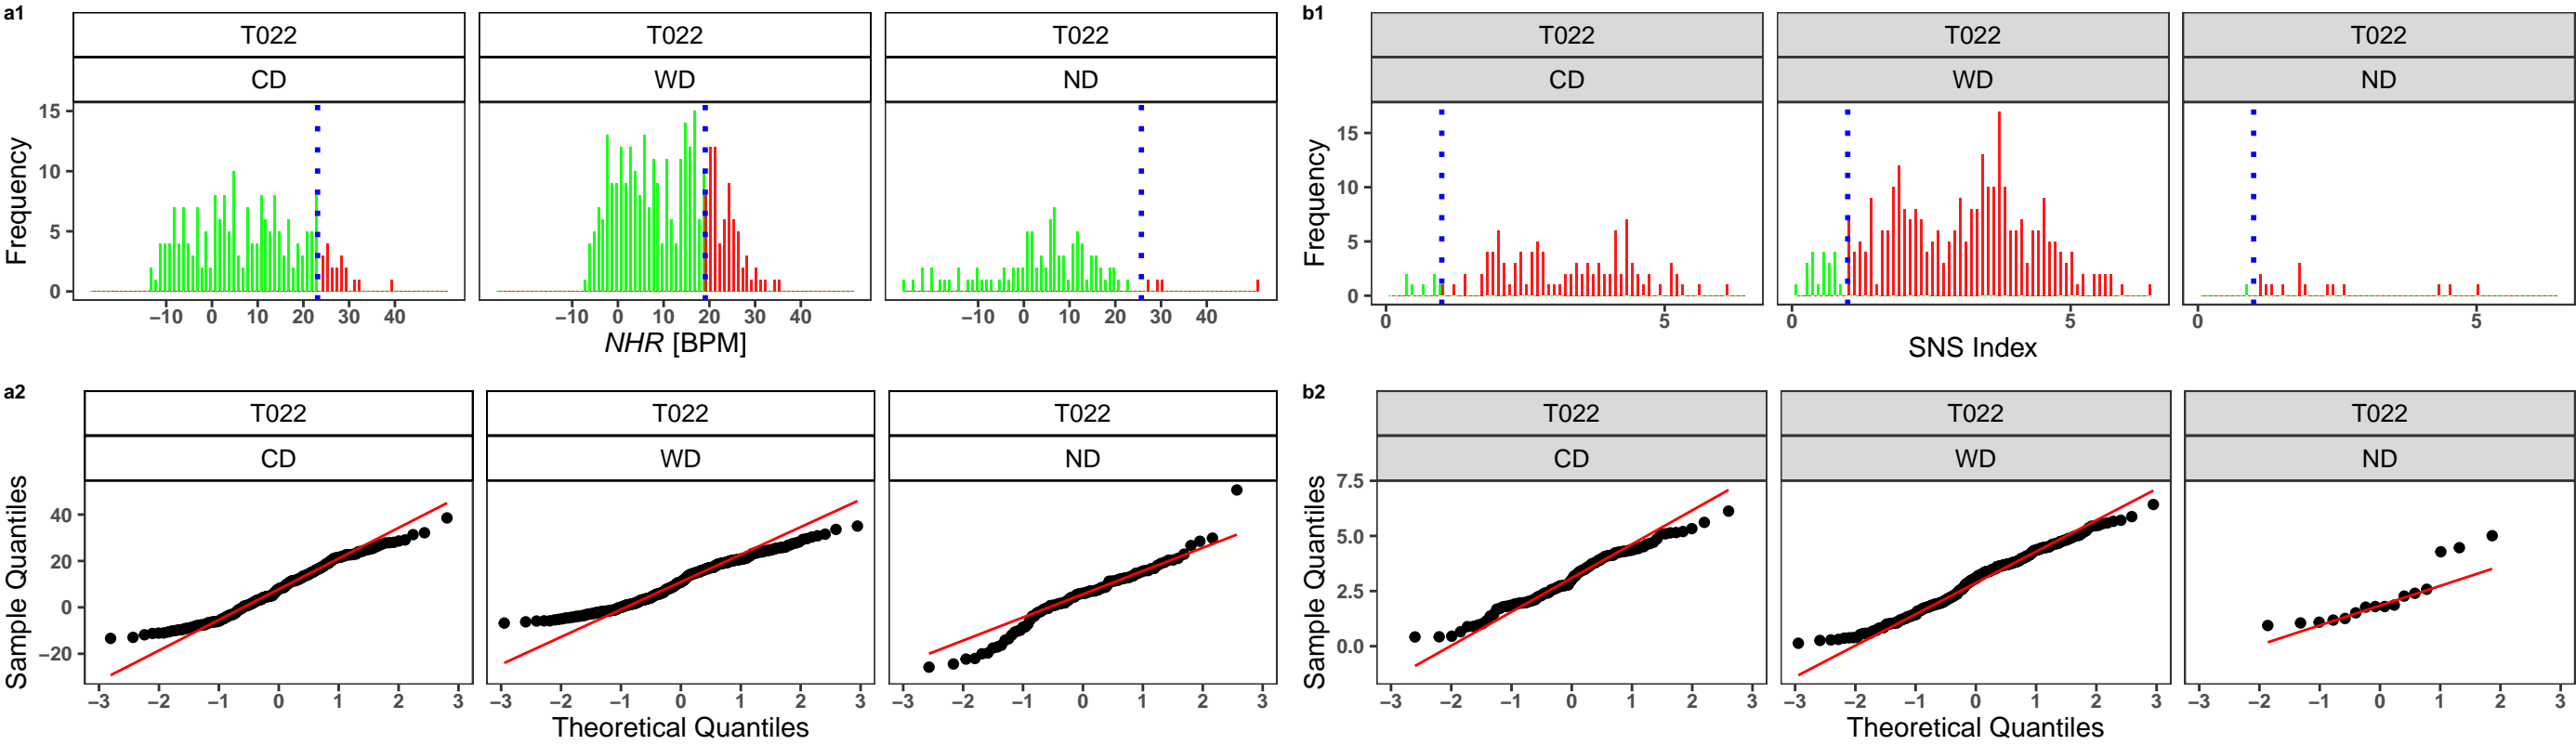 a1
T022 T022 T022
CD WD ND
Frequency
15
10
5
0
−10 0 10 20 30 40 −10 0 10 20 30 40 −10 0 10 20 30 40
NHR [BPM]
b1
T022 T022 T022
CD WD ND
Frequency
15
10
5
0
0 5 0 5 0 5
SNS Index
a2
T022 T022 T022
CD WD ND
Sample Quantiles
40
20
0
−20
−3 −2 −1 0 1 2 3 −3 −2 −1 0 1 2 3 −3 −2 −1 0 1 2 3
Theoretical Quantiles
b2
T022 T022 T022
CD WD ND
Sample Quantiles
7.5
5.0
2.5
0.0
−3 −2 −1 0 1 2 3 −3 −2 −1 0 1 2 3 −3 −2 −1 0 1 2 3
Theoretical Quantiles